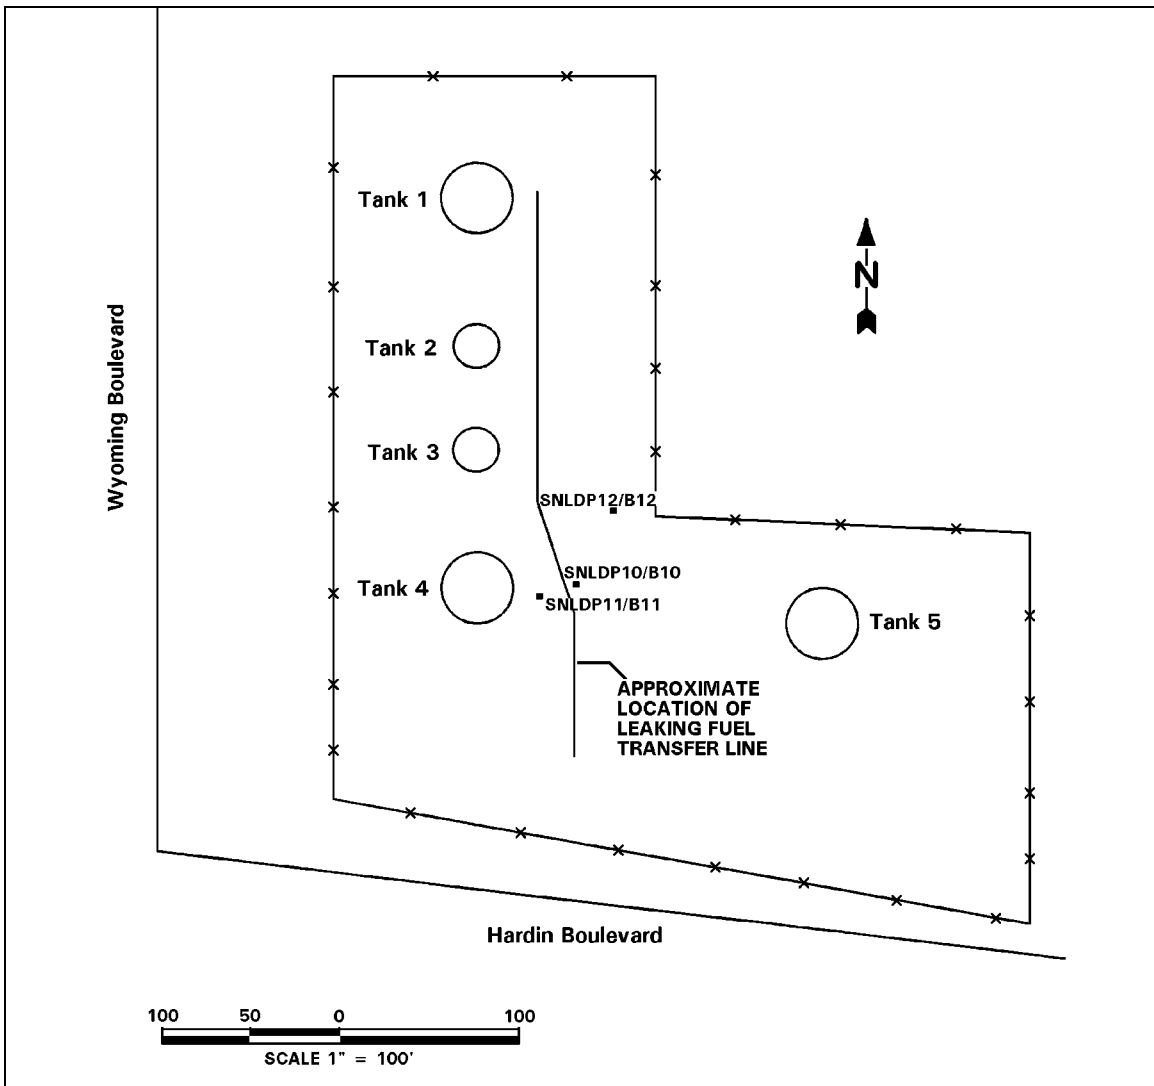 Tank 1
N
Wyoming Boulevard
Tank 2
Tank 3
SNLDP12/B12
SNLDP10/B10
Tank 4
SNLDP11/B11
Tank 5
APPROXIMATE
LOCATION OF
LEAKING FUEL
TRANSFER LINE
Hardin Boulevard
100 50 0 100
SCALE 1" = 100'